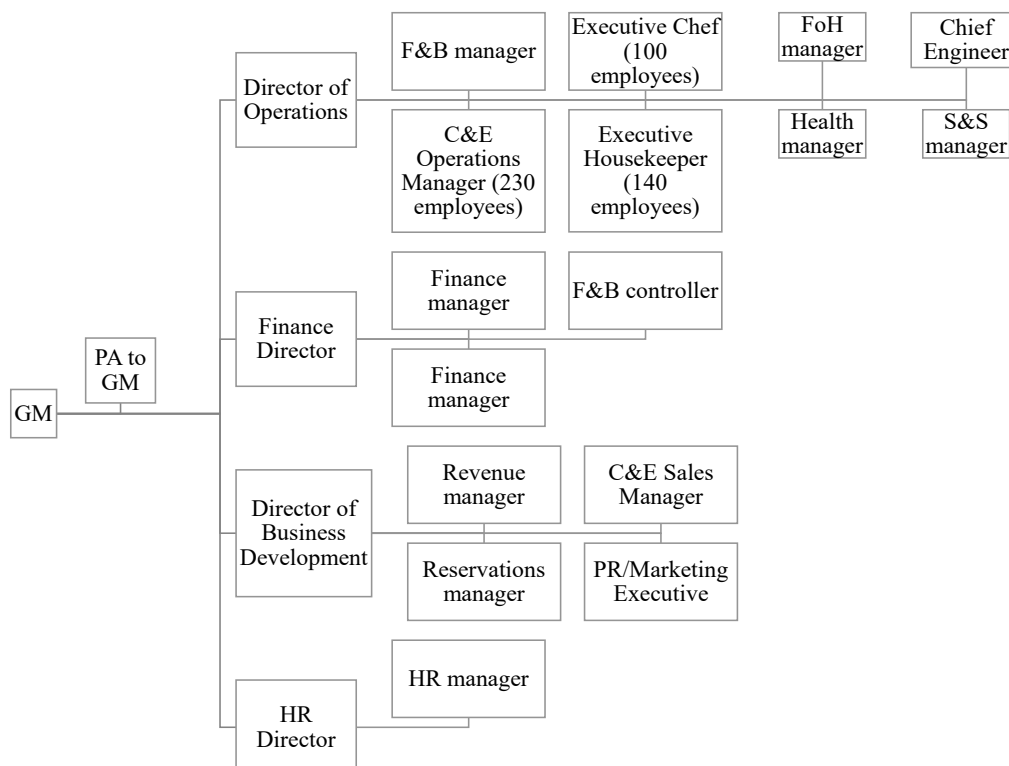 F&B manager
Executive Chef
(100
employees)
FoH
manager
Chief
Engineer
Director of
Operations
C&E
Operations
Manager (230
employees)
Executive
Housekeeper
(140
employees)
Health
manager
S&S
manager
Finance
manager
F&B controller
Finance
Director
Finance
manager
PA to
GM
GM
Revenue
manager
C&E Sales
Manager
Director of
Business
Development
Reservations
manager
PR/Marketing
Executive
HR manager
HR
Director